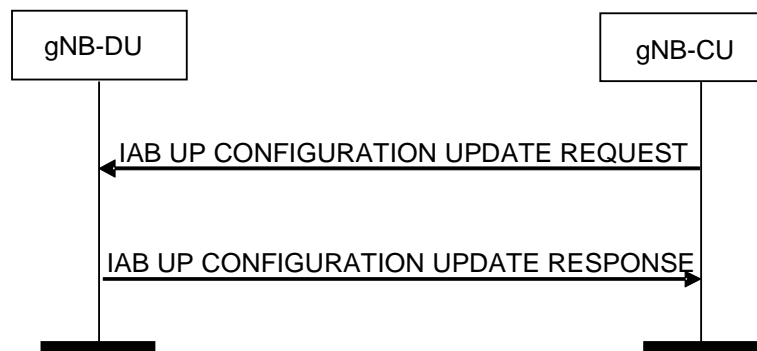 gNB-DU
gNB-CU
IAB UP CONFIGURATION UPDATE REQUEST
IAB UP CONFIGURATION UPDATE RESPONSE